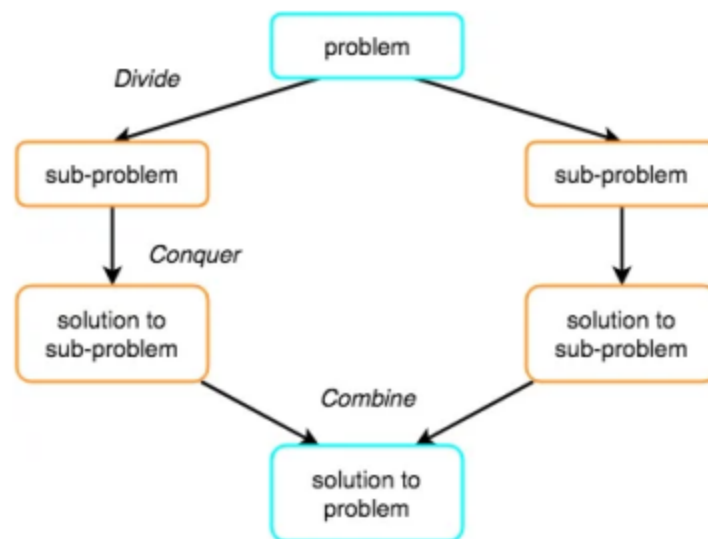 problem
Divide
sub-problem
sub-problem
Conquer
solution to
sub-problem
solution to
sub-problem
Combine
solution to
problem